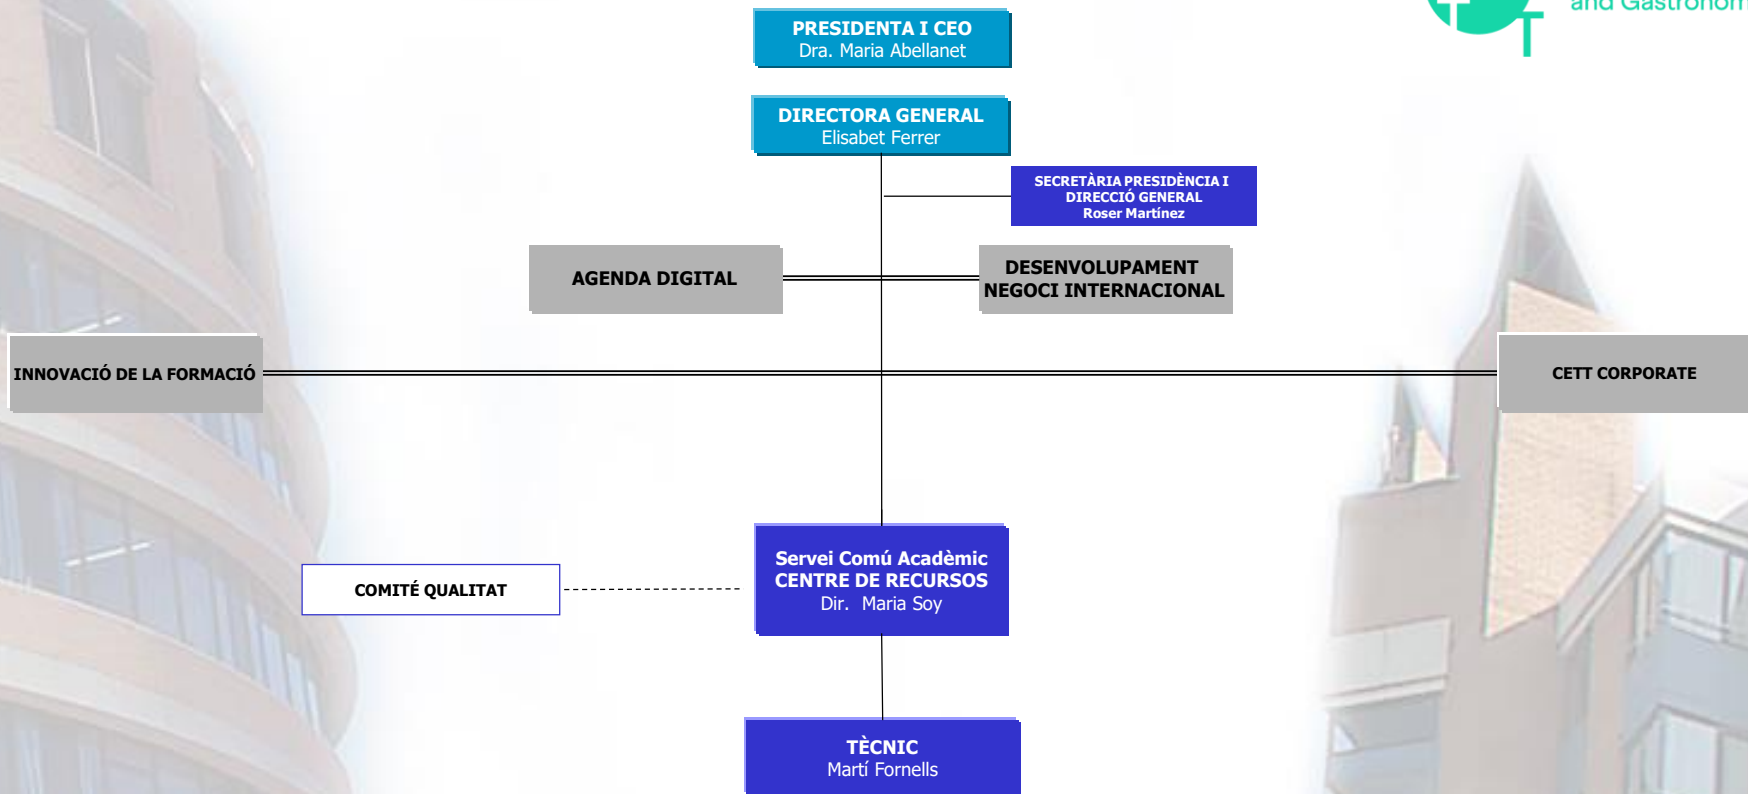 and Gastronom
PRESIDENTA I CEO
Dra. Maria Abellanet
DIRECTORA GENERAL
Elisabet Ferrer
SECRETÀRIA PRESIDÈNCIA I
DIRECCIÓ GENERAL
Roser Martínez
AGENDA DIGITAL
DESENVOLUPAMENT
NEGOCI INTERNACIONAL
INNOVACIÓ DE LA FORMACIÓ
CETT CORPORATE
Servei Comú Acadèmic
CENTRE DE RECURSOS
Dir. Maria Soy
COMITÉ QUALITAT
TÈCNIC
Martí Fornells